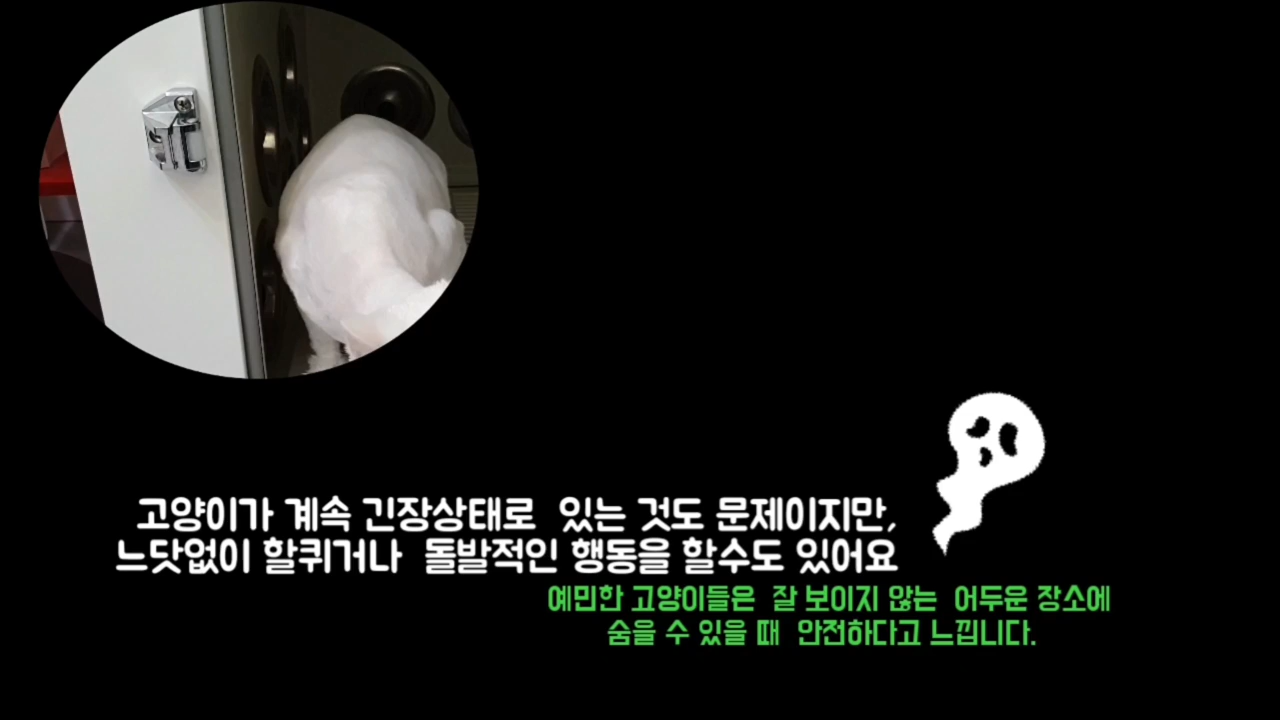 고양이가 계속 긴장상태로 있는 것도 문제이지만,
느닷없이 할퀴거나 돌발적인 행동을 할수도 있어요
예민한 고양이들은 잘 보이지 않는 어두운 장소에
숨을 수 있을 때 안전하다고 느낍니다.